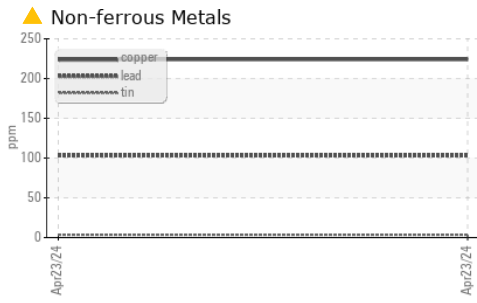 Non-ferrous Metals
250
200
150
100
50
0
ppm
copper
lead
tin
Apr23/24
Apr23/24